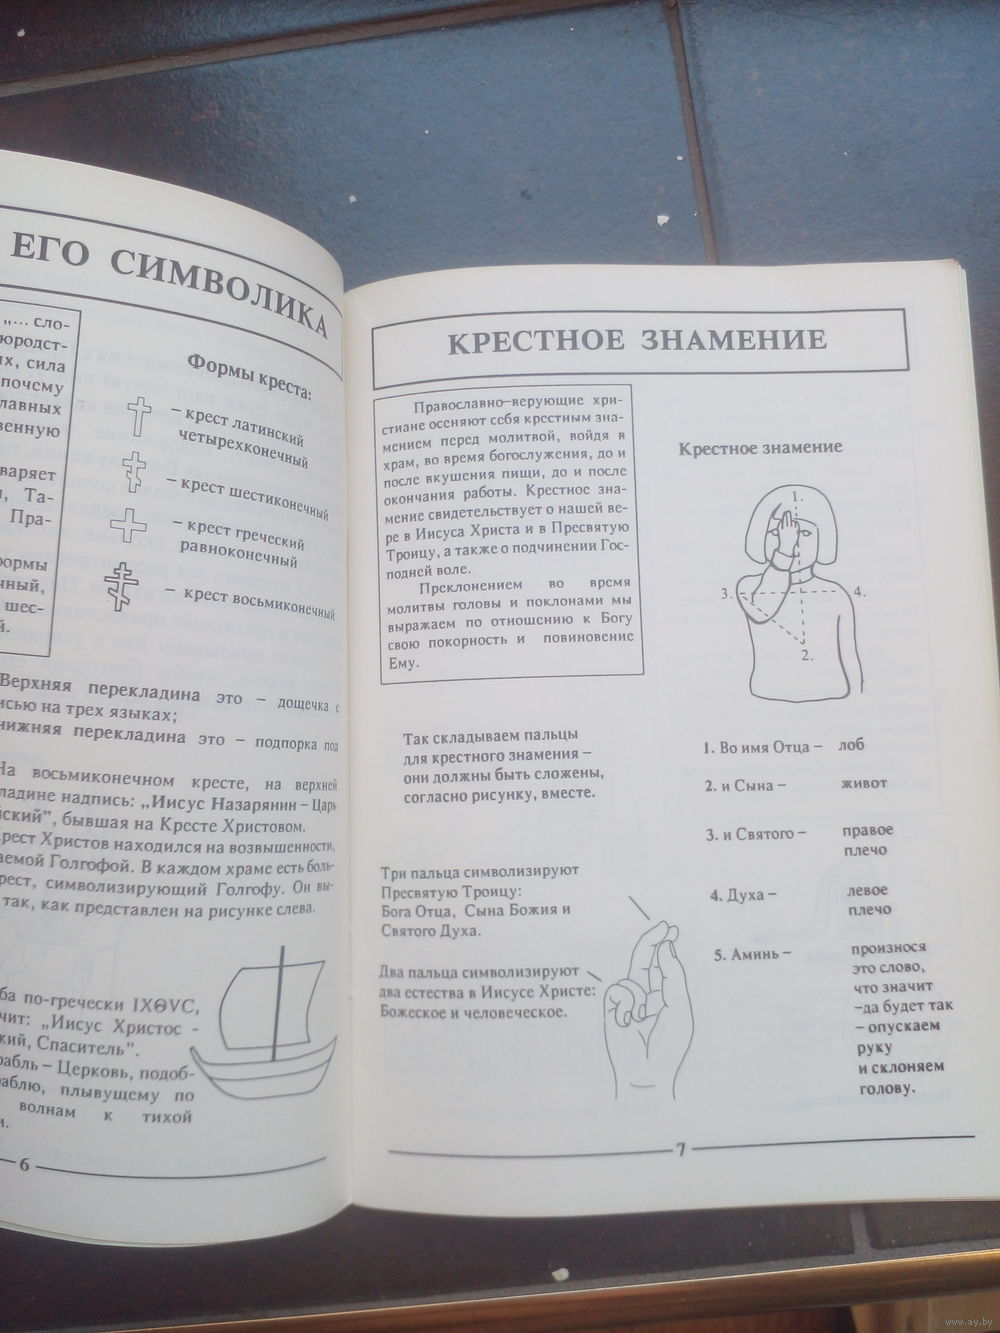 ЕГО СИМВОЛИКА
„... сло-
юродст-
их, сила
почему
славных
венную
варяет
Та-
Пра-
формы
чный,
шес-
й.
Формы креста:
– крест латинский
четырехконечный
– крест шестиконечный
– крест греческий
равноконечный
– крест восьмиконечный
Верхняя перекладина это – дощечка с
исью на трех языках;
нижняя перекладина это – подпорка под
На восьмиконечном кресте, на верхней
ладине надпись: „Иисус Назарянин – Царь
йский", бывшая на Кресте Христовом.
Крест Христов находился на возвышенности,
аемой Голгофой. В каждом храме есть боль-
рест, символизирующий Голгофу. Он вы-
так, как представлен на рисунке слева.
ба по-гречески ΙΧΘVС,
чит: „Иисус Христос -
жий, Спаситель".
рабль – Церковь, подоб-
раблю, плывущему по
волнам к тихой
и.
6
КРЕСТНОЕ ЗНАМЕНИЕ
Православно-верующие хри-
стиане осеняют себя крестным зна-
мением перед молитвой, войдя в
храм, во время богослужения, до и
после вкушения пищи, до и после
окончания работы. Крестное зна-
мение свидетельствует о нашей ве-
ре в Иисуса Христа и в Пресвятую
Троицу, а также о подчинении Гос-
подней воле.
Преклонением во время
молитвы головы и поклонами мы
выражаем по отношению к Богу
свою покорность и повиновение
Ему.
Крестное знамение
1.
3.
4.
2.
Так складываем пальцы
для крестного знамения –
они должны быть сложены,
согласно рисунку, вместе.
Три пальца символизируют
Пресвятую Троицу:
Бога Отца, Сына Божия и
Святого Духа.
Два пальца символизируют
два естества в Иисусе Христе:
Божеское и человеческое.
1. Во имя Отца – лоб
2. и Сына – живот
3. и Святого – правое
плечо
4. Духа – левое
плечо
5. Аминь – произнося
это слово,
что значит
–да будет так
– опускаем
руку
и склоняем
голову.
7
www.ay.by